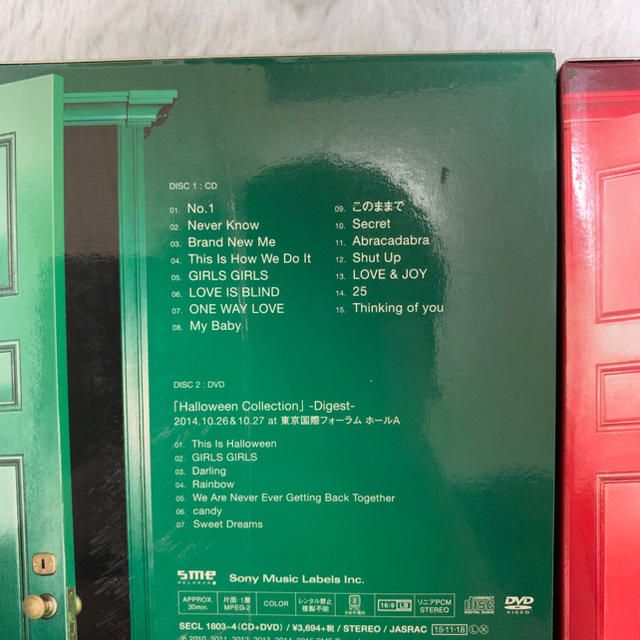 DISC 1 : CD
01. No.1
02. Never Know
03. Brand New Me
04. This Is How We Do It
05. GIRLS GIRLS
06. LOVE IS BLIND
07. ONE WAY LOVE
08. My Baby
09. このままで
10. Secret
11. Abracadabra
12. Shut Up
13. LOVE & JOY
14. 25
15. Thinking of you
DISC 2 : DVD
「Halloween Collection」 -Digest-
2014.10.26&10.27 at 東京国際フォーラム ホールA
01. This Is Halloween
02. GIRLS GIRLS
03. Darling
04. Rainbow
05. We Are Never Ever Getting Back Together
06. candy
07. Sweet Dreams
sme RECORDS Sony Music Labels Inc.
APPROX. 30min.
片面・1層 MPEG-2
COLOR
レンタル禁止 複製不能
16:9 LB
リニアPCM STEREO
COMPACT disc DIGITAL AUDIO
DVD VIDEO
SECL 1803~4(CD+DVD) / ¥3,694+税 / STEREO / JASRAC 15・11・18